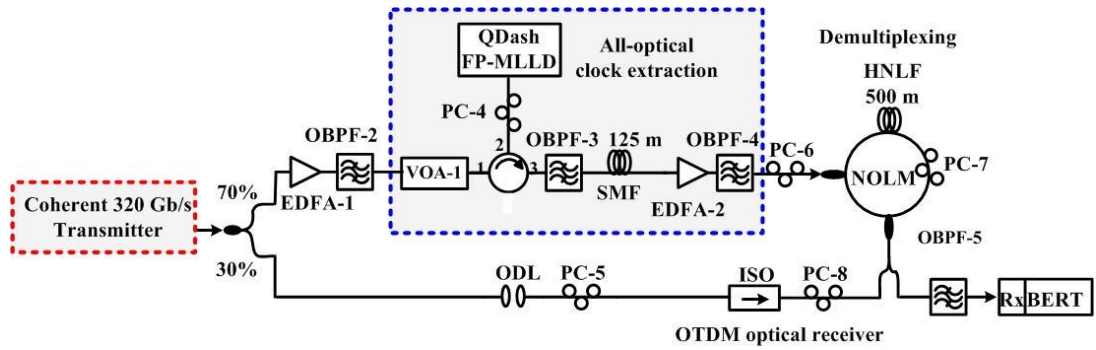 QDash
FP-MLLD
All-optical
clock extraction
Demultiplexing
HNLF
500 m
PC-4
OBPF-2
2
OBPF-3
125 m
OBPF-4
PC-6
PC-7
VOA-1
1
3
NOLM
70%
EDFA-1
SMF
EDFA-2
Coherent 320 Gb/s
Transmitter
OBPF-5
30%
ODL
PC-5
ISO
PC-8
Rx BERT
OTDM optical receiver